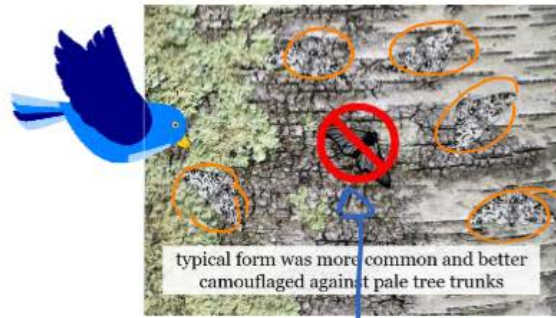 typical form was more common and better
camouflaged against pale tree trunks